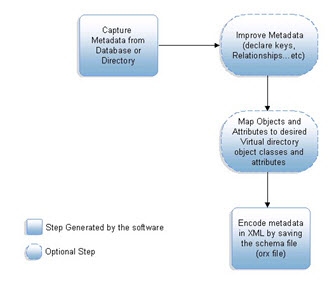 Capture
Metadata from
Database or
Directory
Improve Metadata
(declare keys,
Relationships...etc)
Map Objects and
Attributes to desired
Virtual directory
object classes and
attributes
Encode metadata
in XML by saving
the schema file
(orx file)
Step Generated by the software
Optional Step